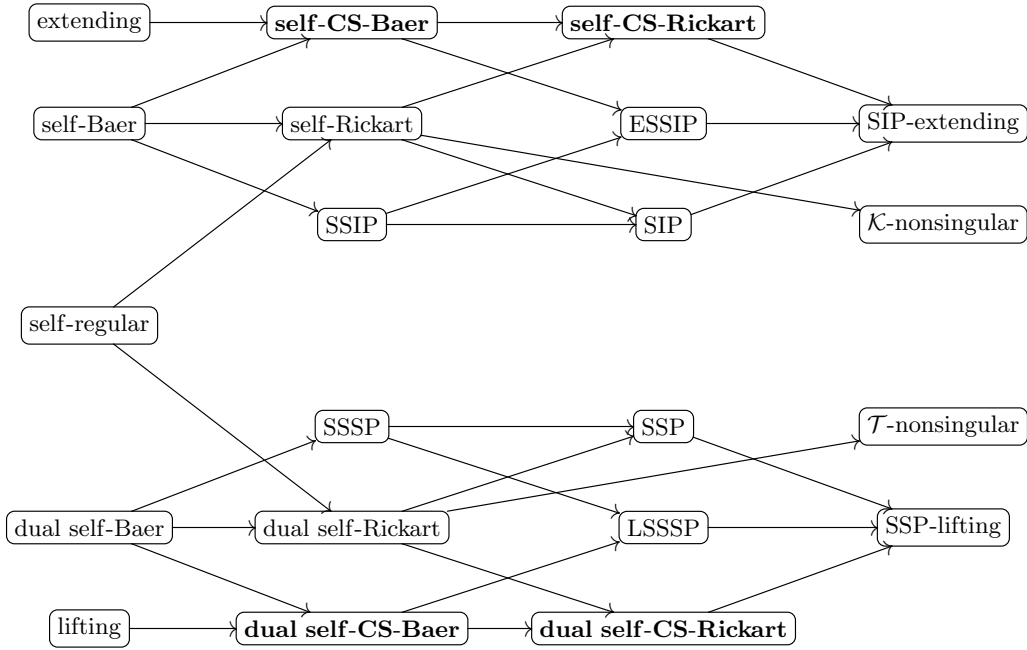 extending
self-CS-Baer
self-CS-Rickart
self-Baer
self-Rickart
ESSIP
SIP-extending
SSIP
SIP
𝒦-nonsingular
self-regular
SSSP
SSP
𝒯-nonsingular
dual self-Baer
dual self-Rickart
LSSSP
SSP-lifting
lifting
dual self-CS-Baer
dual self-CS-Rickart